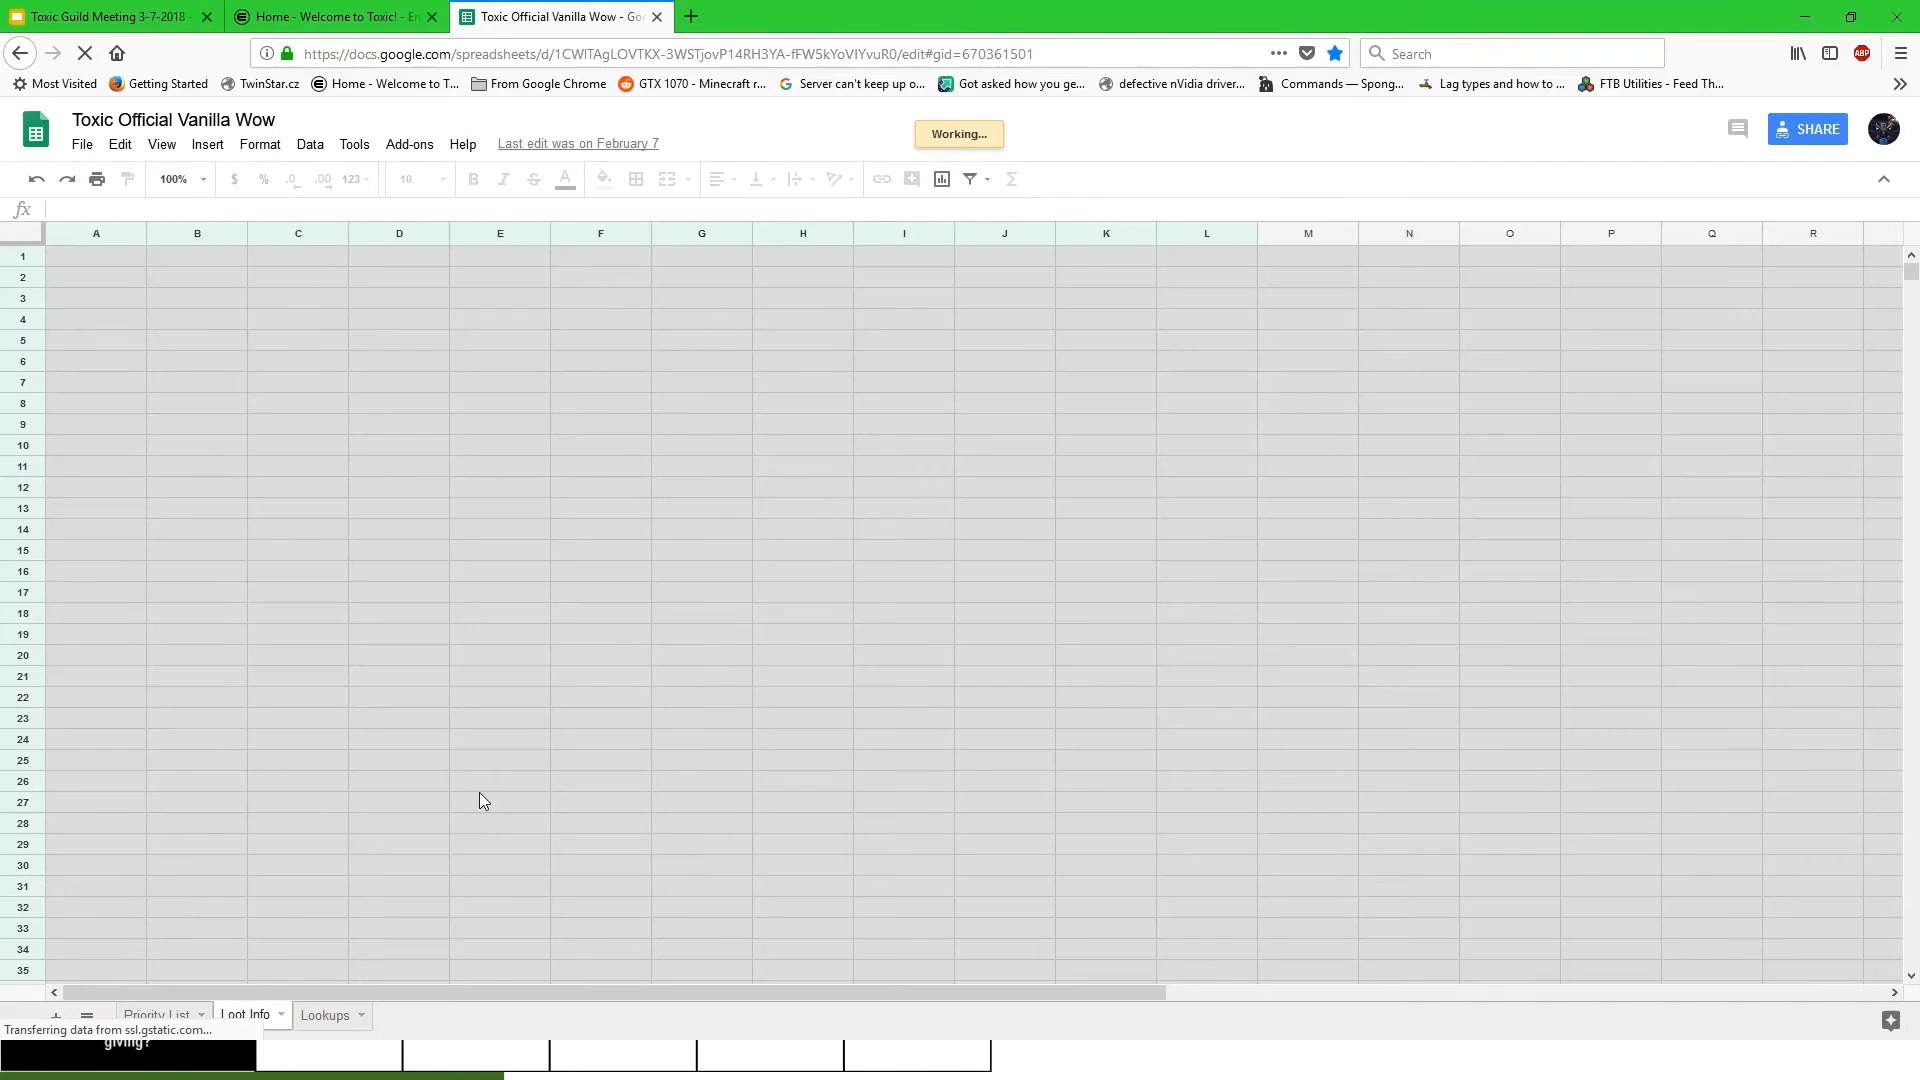 Toxic Guild Meeting 3-7-2018 - Home - Welcome to Toxic! - En Toxic Official Vanilla Wow - Goo
https://docs.google.com/spreadsheets/d/1CWlTAgLOVTKX-3WSTjovP14RH3YA-fFW5kYoVIYvuR0/edit#gid=670361501 Search ABP
Most Visited Getting Started TwinStar.cz Home - Welcome to T... From Google Chrome GTX 1070 - Minecraft r... Server can't keep up o... Got asked how you ge... defective nVidia driver... Commands — Spong... Lag types and how to ... FTB Utilities - Feed Th...
Toxic Official Vanilla Wow
Working...
SHARE
File Edit View Insert Format Data Tools Add-ons Help Last edit was on February 7
100% $ % .0 .00 123 10 B I S A Σ
fx
A B C D E F G H I J K L M N O P Q R
1
2
3
4
5
6
7
8
9
10
11
12
13
14
15
16
17
18
19
20
21
22
23
24
25
26
27
28
29
30
31
32
33
34
35
Priority List Loot Info Lookups
Transferring data from ssl.gstatic.com...
giving?